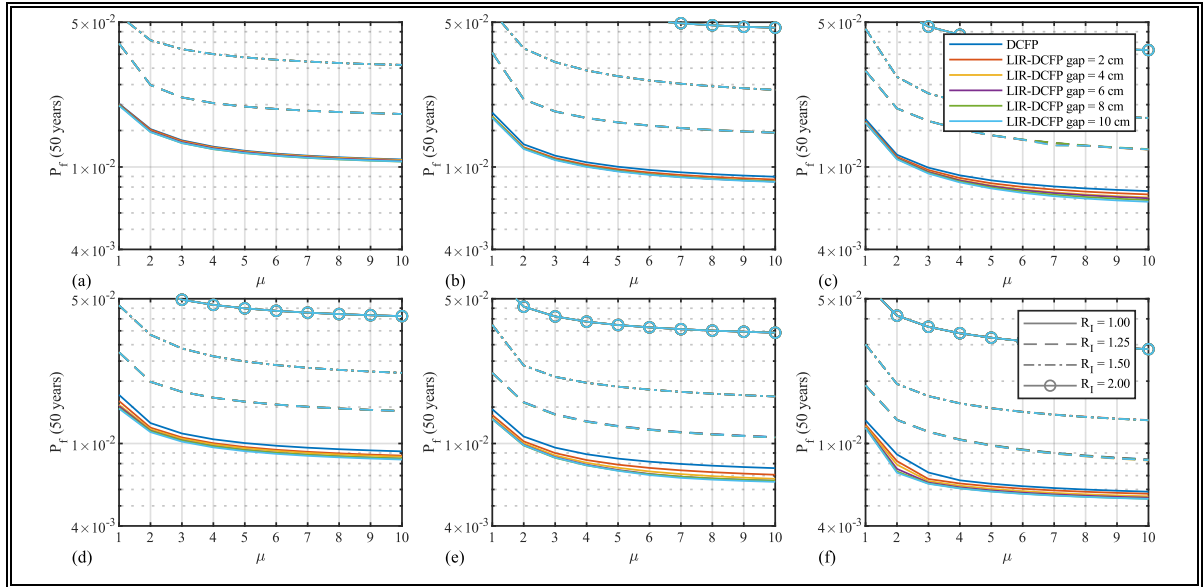 5×10⁻²
1×10⁻²
4×10⁻³
P_f (50 years)
1 2 3 4 5 6 7 8 9 10
μ
(a)
5×10⁻²
1×10⁻²
4×10⁻³
P_f (50 years)
1 2 3 4 5 6 7 8 9 10
μ
(b)
5×10⁻²
1×10⁻²
4×10⁻³
P_f (50 years)
DCFP
LIR-DCFP gap = 2 cm
LIR-DCFP gap = 4 cm
LIR-DCFP gap = 6 cm
LIR-DCFP gap = 8 cm
LIR-DCFP gap = 10 cm
1 2 3 4 5 6 7 8 9 10
μ
(c)
5×10⁻²
1×10⁻²
4×10⁻³
P_f (50 years)
1 2 3 4 5 6 7 8 9 10
μ
(d)
5×10⁻²
1×10⁻²
4×10⁻³
P_f (50 years)
1 2 3 4 5 6 7 8 9 10
μ
(e)
5×10⁻²
1×10⁻²
4×10⁻³
P_f (50 years)
R_I = 1.00
R_I = 1.25
R_I = 1.50
R_I = 2.00
1 2 3 4 5 6 7 8 9 10
μ
(f)